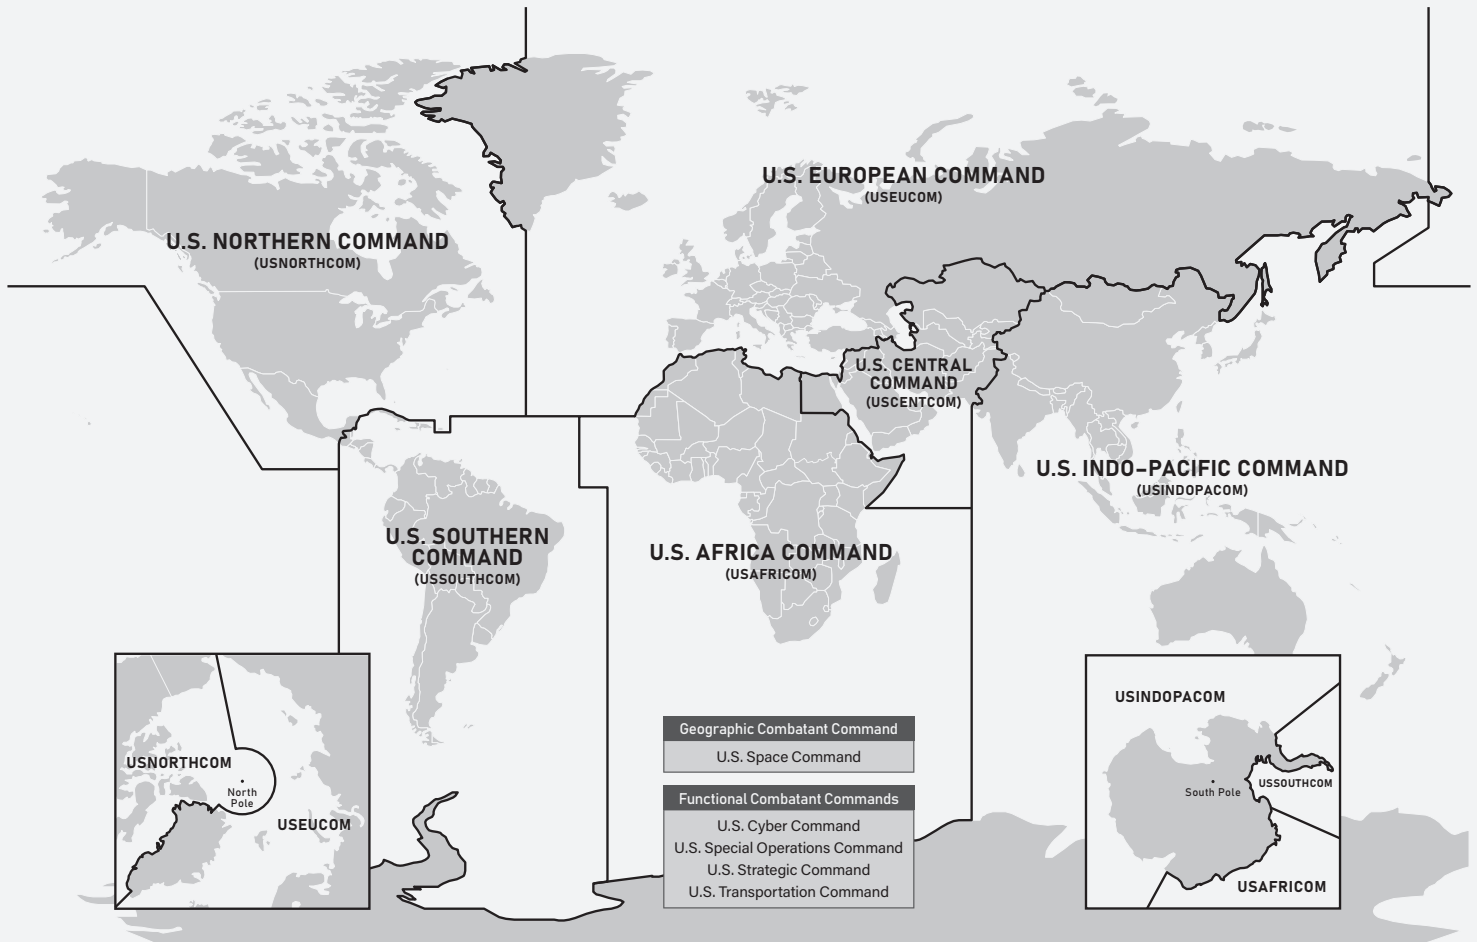 U.S. EUROPEAN COMMAND
(USEUCOM)
U.S. NORTHERN COMMAND
(USNORTHCOM)
U.S. CENTRAL
COMMAND
(USCENTCOM)
U.S. INDO-PACIFIC COMMAND
(USINDOPACOM)
U.S. SOUTHERN
COMMAND
(USSOUTHCOM)
U.S. AFRICA COMMAND
(USAFRICOM)
USNORTHCOM
North
Pole
USEUCOM
Geographic Combatant Command
U.S. Space Command
Functional Combatant Commands
U.S. Cyber Command
U.S. Special Operations Command
U.S. Strategic Command
U.S. Transportation Command
USINDOPACOM
South Pole
USSOUTHCOM
USAFRICOM